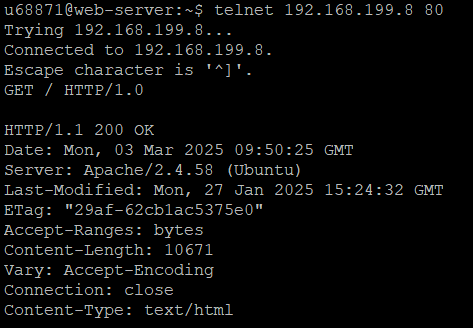 u68871@web-server:~$ telnet 192.168.199.8 80
Trying 192.168.199.8...
Connected to 192.168.199.8.
Escape character is '^]'.
GET / HTTP/1.0

HTTP/1.1 200 OK
Date: Mon, 03 Mar 2025 09:50:25 GMT
Server: Apache/2.4.58 (Ubuntu)
Last-Modified: Mon, 27 Jan 2025 15:24:32 GMT
ETag: "29af-62cb1ac5375e0"
Accept-Ranges: bytes
Content-Length: 10671
Vary: Accept-Encoding
Connection: close
Content-Type: text/html